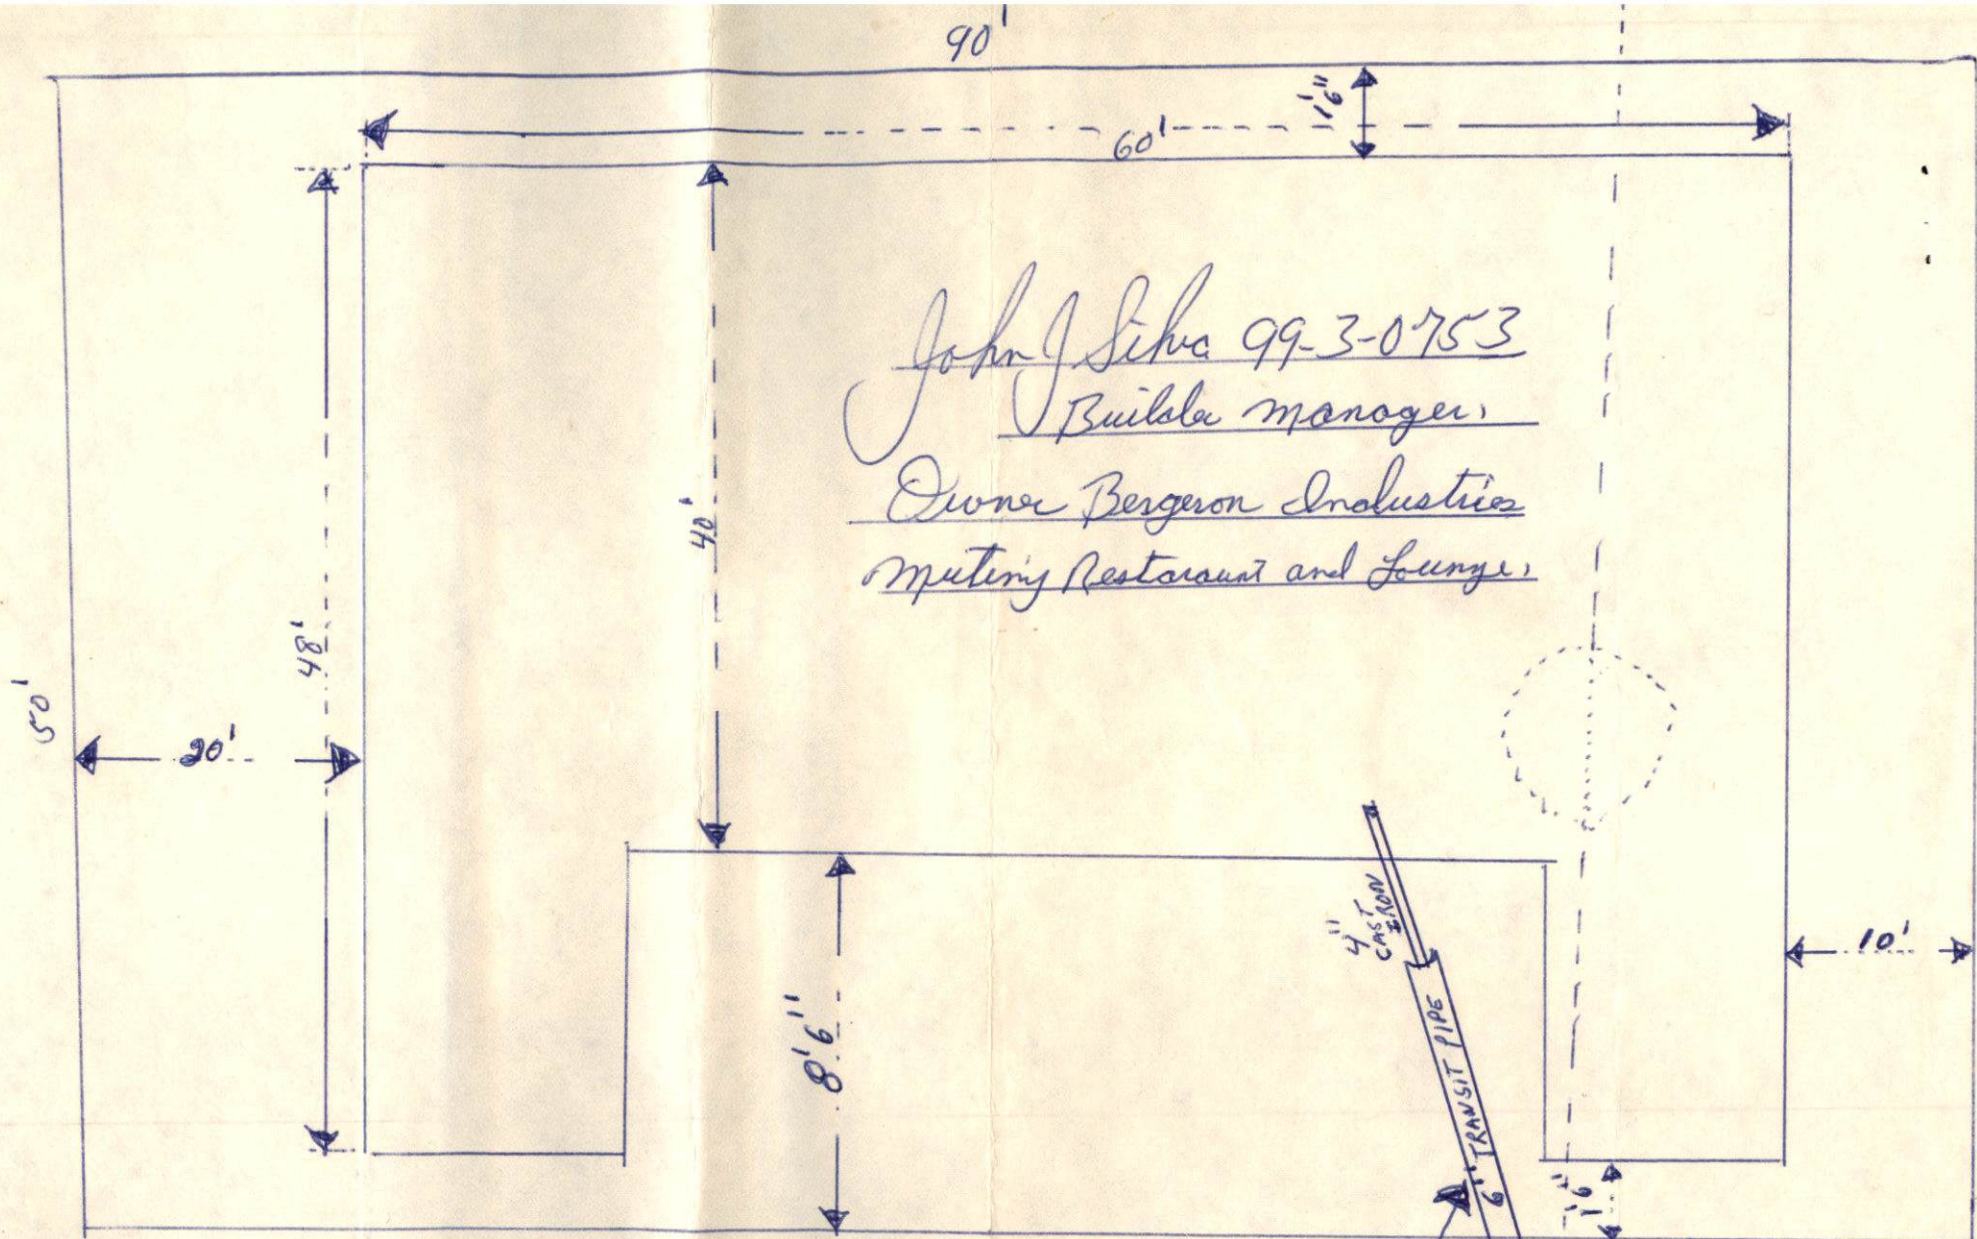 90'
1'6"
60'
John J Silva 99-3-0753
Builder Manager.
Owner Bergeron Industries
Mutiny Restaraunt and Lounge.
40'
48'
50'
20'
4"
CAST
IRON
10'
8'6"
6" TRANSIT PIPE
1'6"